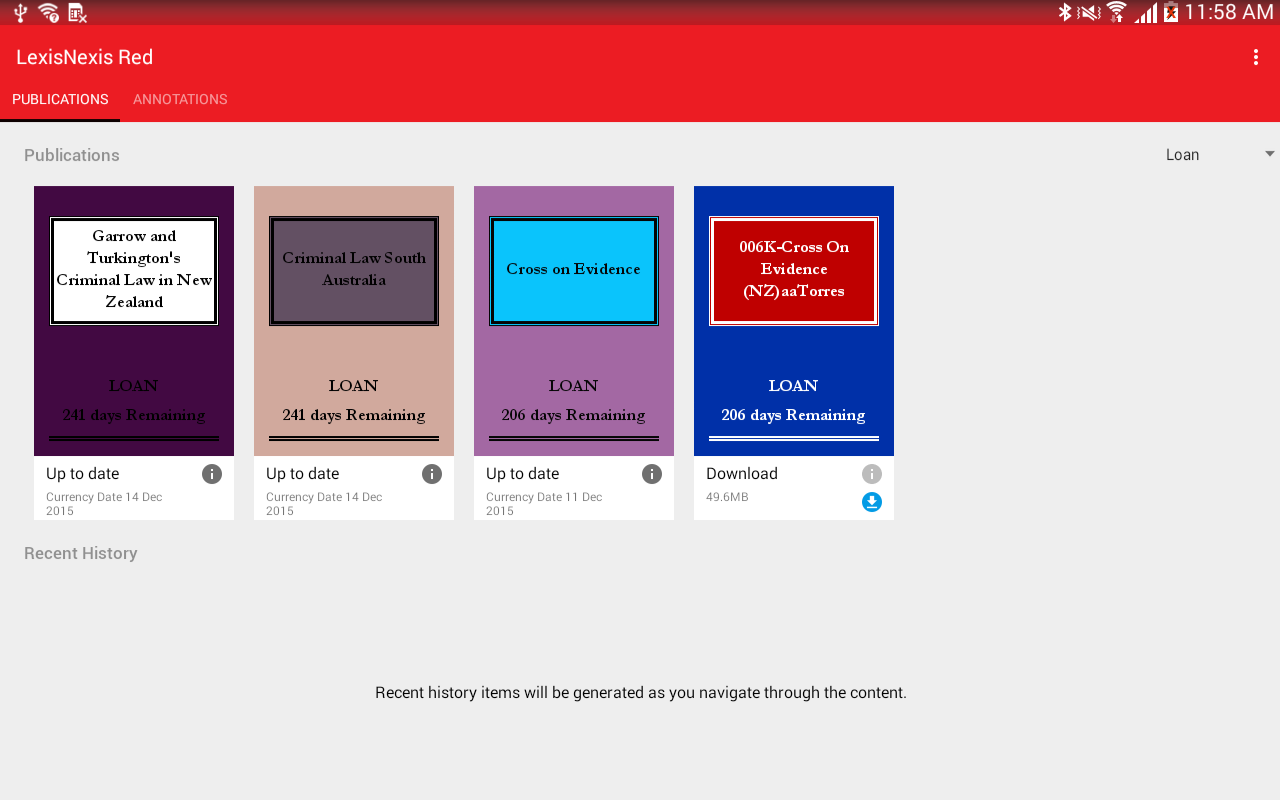 11:58 AM
LexisNexis Red
PUBLICATIONS
ANNOTATIONS
Publications
Loan
Garrow and
Turkington's
Criminal Law in New
Zealand
LOAN
241 days Remaining
Up to date
Currency Date 14 Dec
2015
Criminal Law South
Australia
LOAN
241 days Remaining
Up to date
Currency Date 14 Dec
2015
Cross on Evidence
LOAN
206 days Remaining
Up to date
Currency Date 11 Dec
2015
006K-Cross On
Evidence
(NZ)aaTorres
LOAN
206 days Remaining
Download
49.6MB
Recent History
Recent history items will be generated as you navigate through the content.